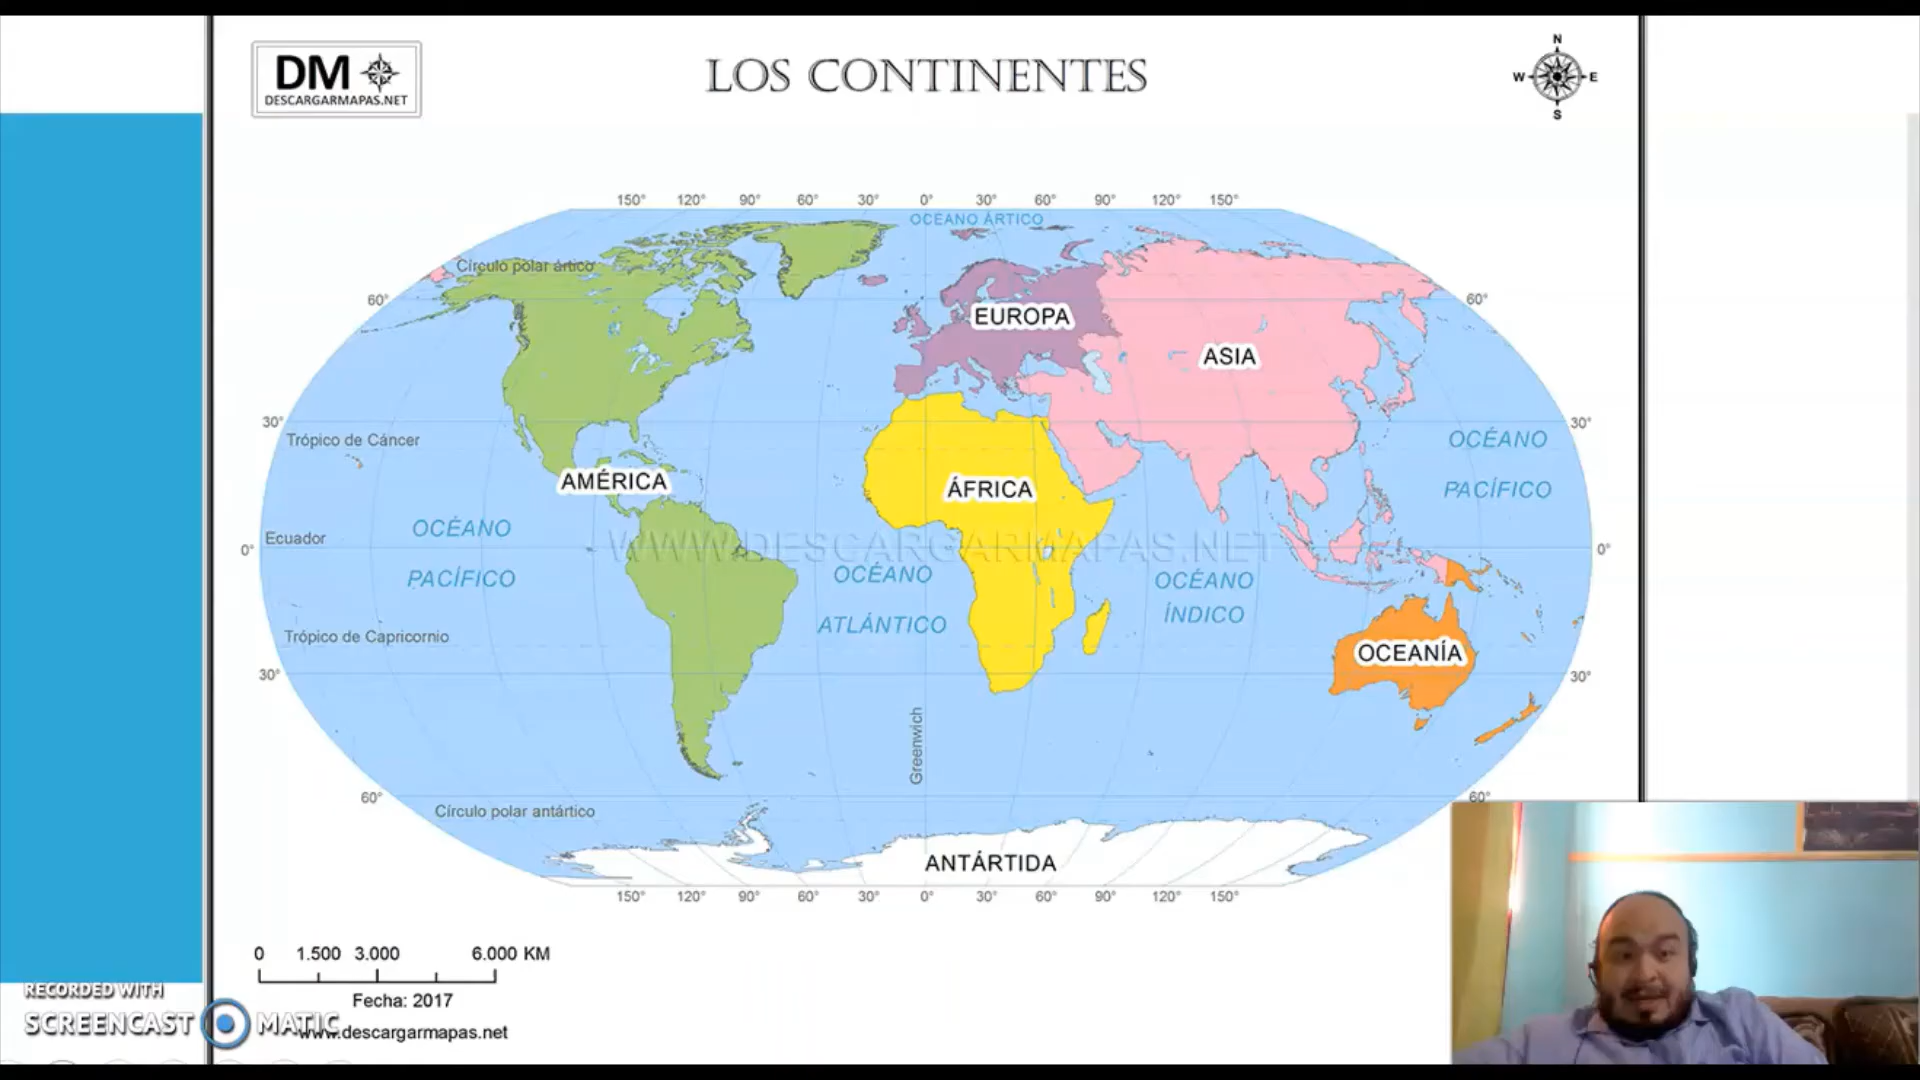 DM
DESCARGARMAPAS.NET
LOS CONTINENTES
N
W E
S
150° 120° 90° 60° 30° 0° 30° 60° 90° 120° 150°
OCÉANO ÁRTICO
Círculo polar ártico
60° 60°
EUROPA
ASIA
30° 30°
Trópico de Cáncer
OCÉANO
PACÍFICO
AMÉRICA
ÁFRICA
OCÉANO
PACÍFICO
Ecuador
0° 0°
WWW.DESCARGARMAPAS.NET
OCÉANO
ATLÁNTICO
OCÉANO
ÍNDICO
Trópico de Capricornio
OCEANÍA
30° 30°
Greenwich
60° 60°
Círculo polar antártico
ANTÁRTIDA
150° 120° 90° 60° 30° 0° 30° 60° 90° 120° 150°
0 1.500 3.000 6.000 KM
Fecha: 2017
www.descargarmapas.net
RECORDED WITH
SCREENCAST MATIC